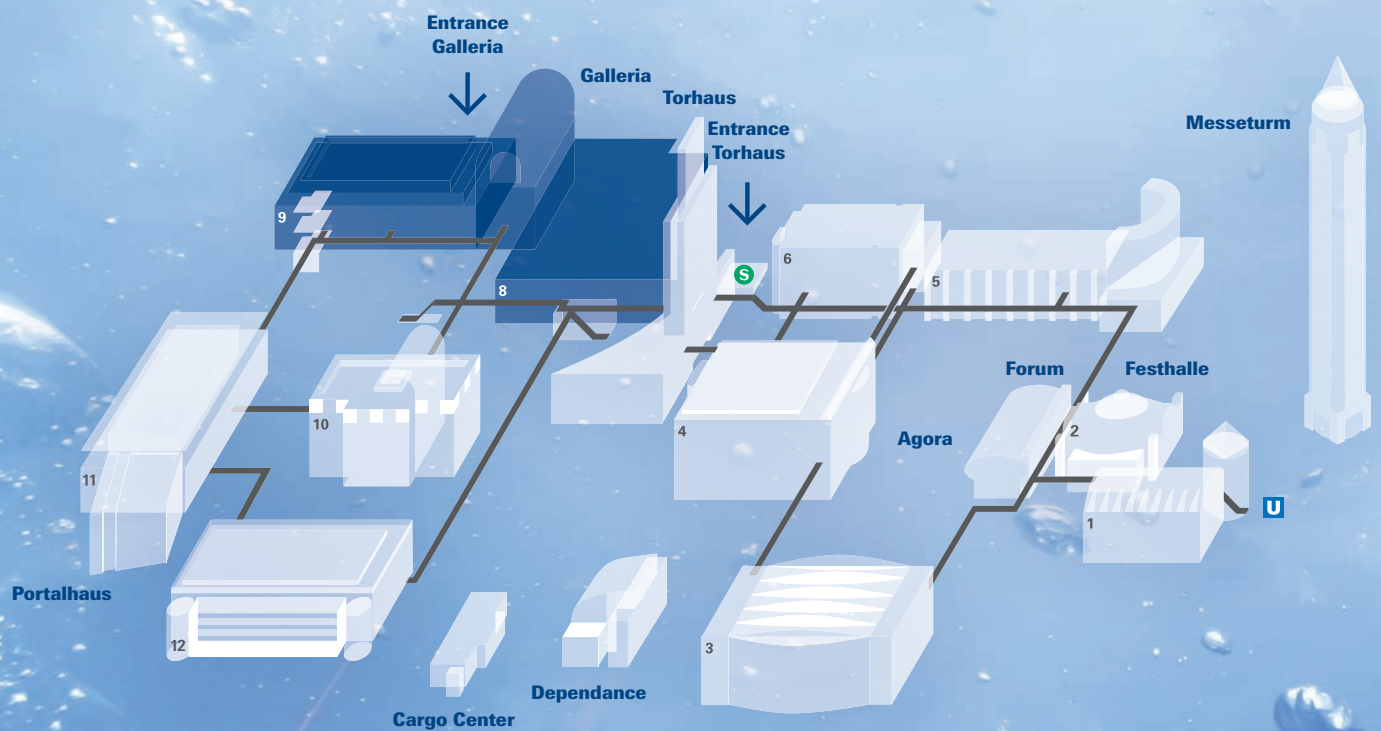 Entrance
Galleria
Galleria
Torhaus
Entrance
Torhaus
Messeturm
9
8
S
6
5
Forum
Festhalle
10
4
Agora
2
11
1
U
Portalhaus
12
3
Dependance
Cargo Center